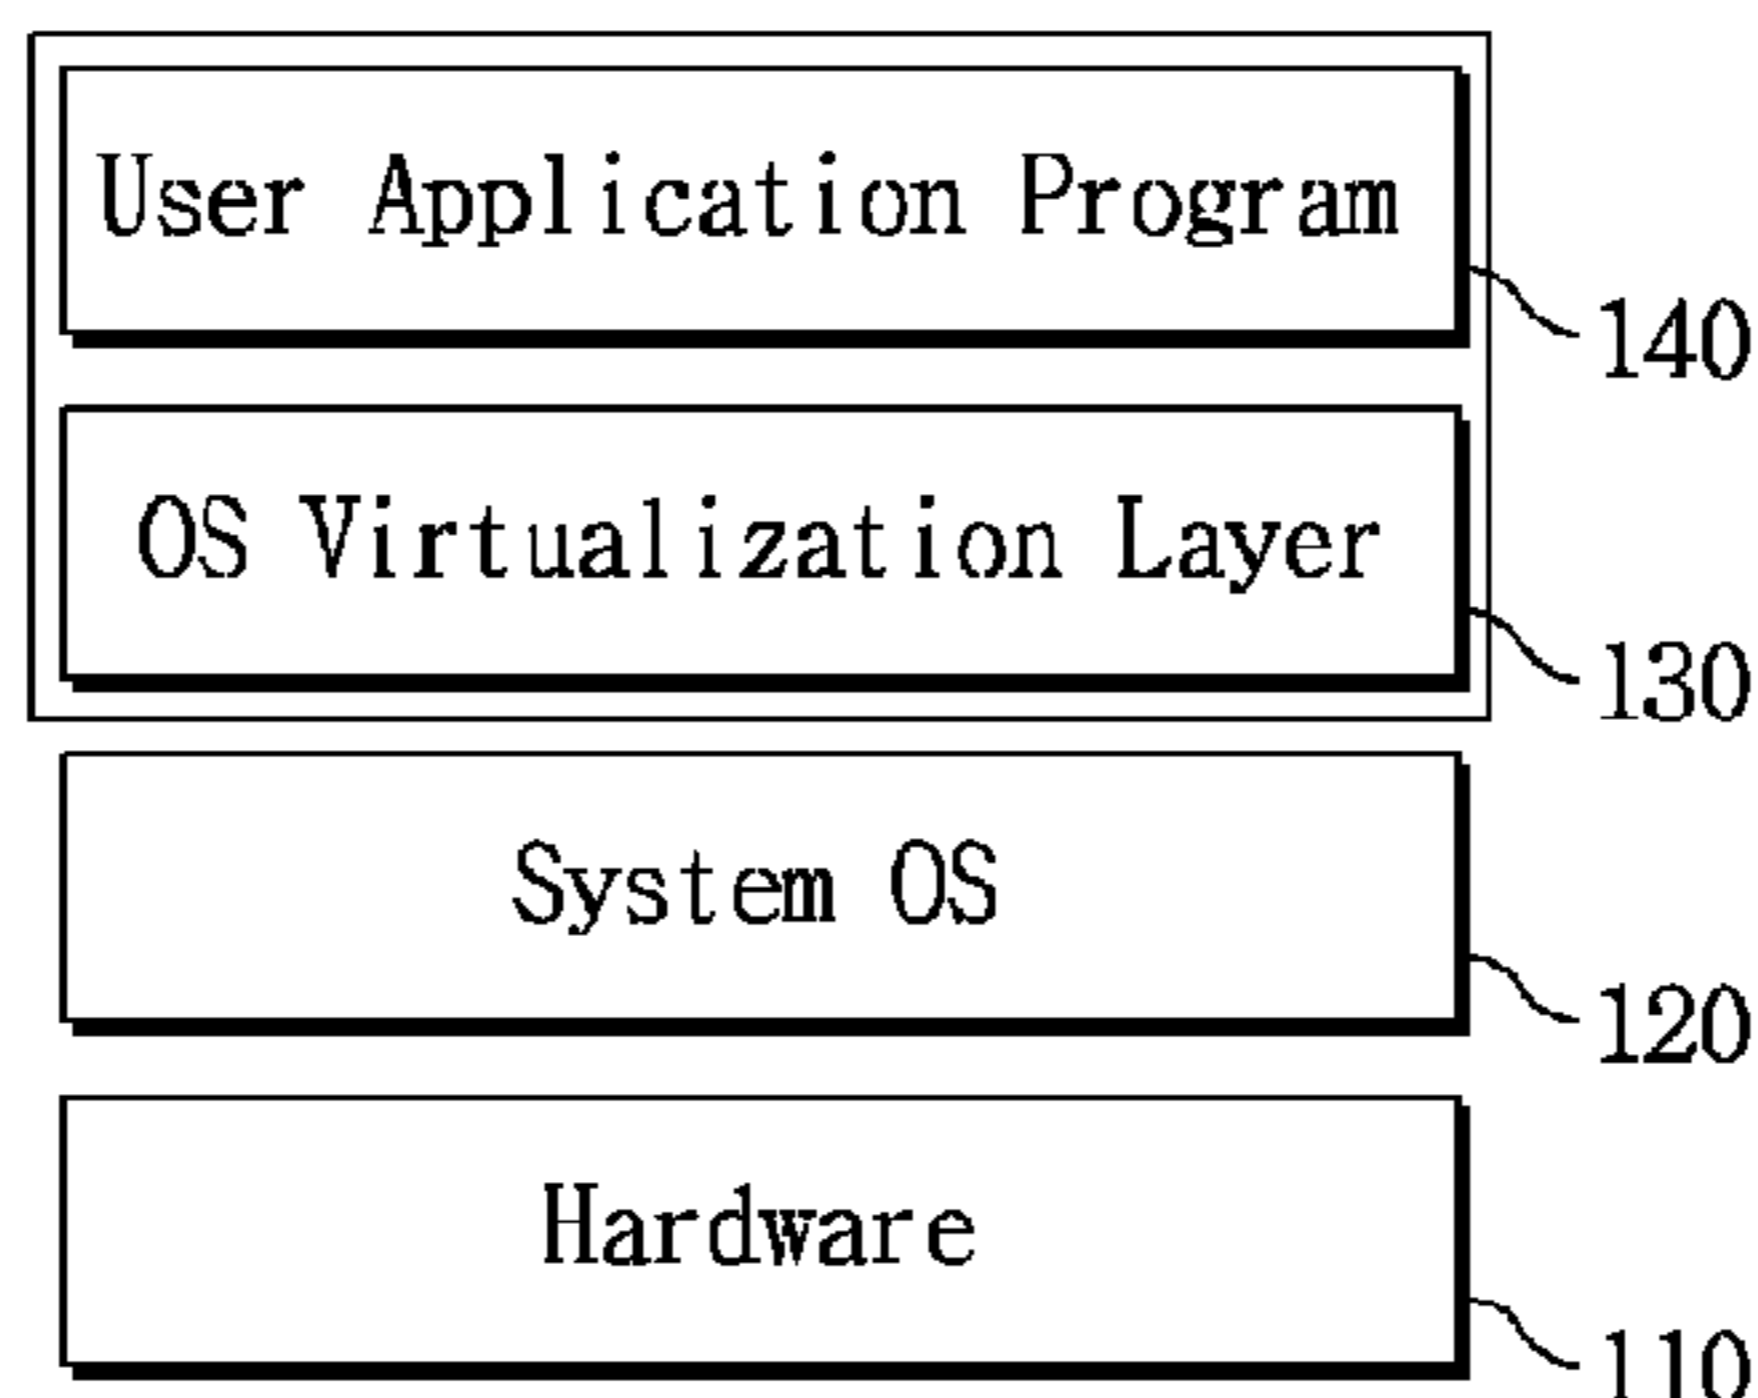 User Application Program
140
OS Virtualization Layer
130
System OS
120
Hardware
110